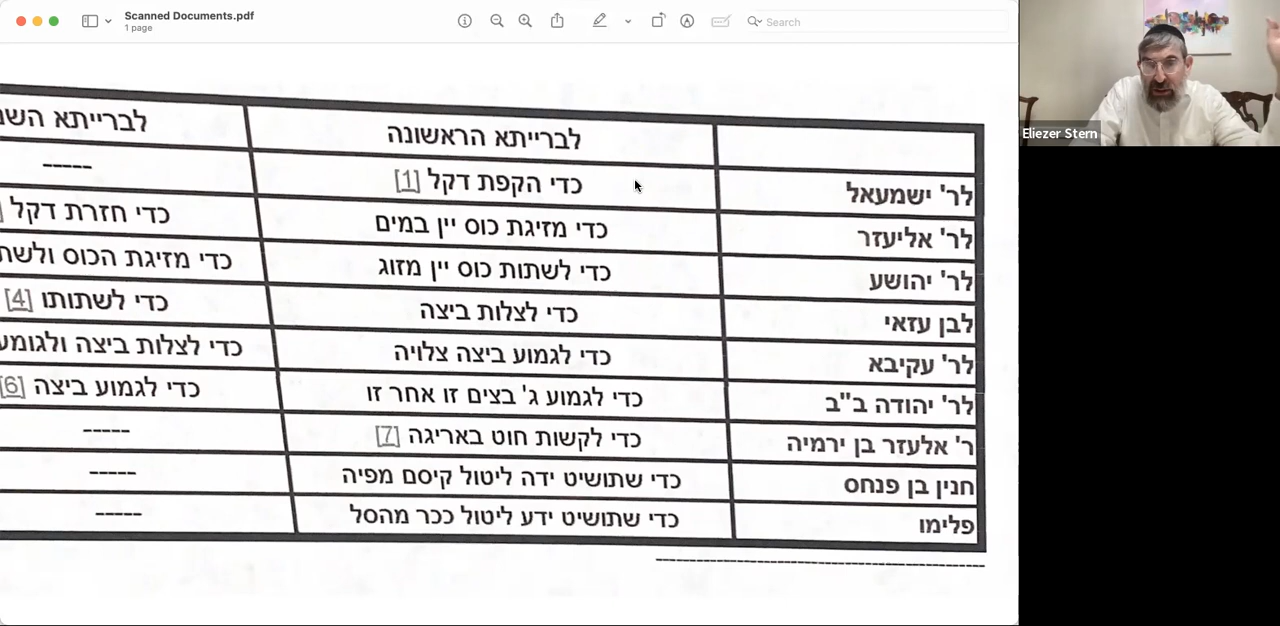 Scanned Documents.pdf
1 page
Search
Eliezer Stern
לברייתא הראשונה לברייתא
לר' ישמעאל כדי הקפת דקל [1] -----
לר' אליעזר כדי מזיגת כוס יין במים כדי חזרת דקל
לר' יהושע כדי לשתות כוס יין מזוג כדי מזיגת הכוס
לבן עזאי כדי לצלות ביצה כדי לשתותו [4]
לר' עקיבא כדי לגמוע ביצה צלויה כדי לצלות ביצה
לר' יהודה ב"ב כדי לגמוע ג' בצים זו אחר זו כדי לגמוע ביצה [6]
ר' אלעזר בן ירמיה כדי לקשות חוט באריגה [7] -----
חנין בן פנחס כדי שתושיט ידה ליטול קיסם מפיה -----
פלימו כדי שתושיט ידע ליטול ככר מהסל -----